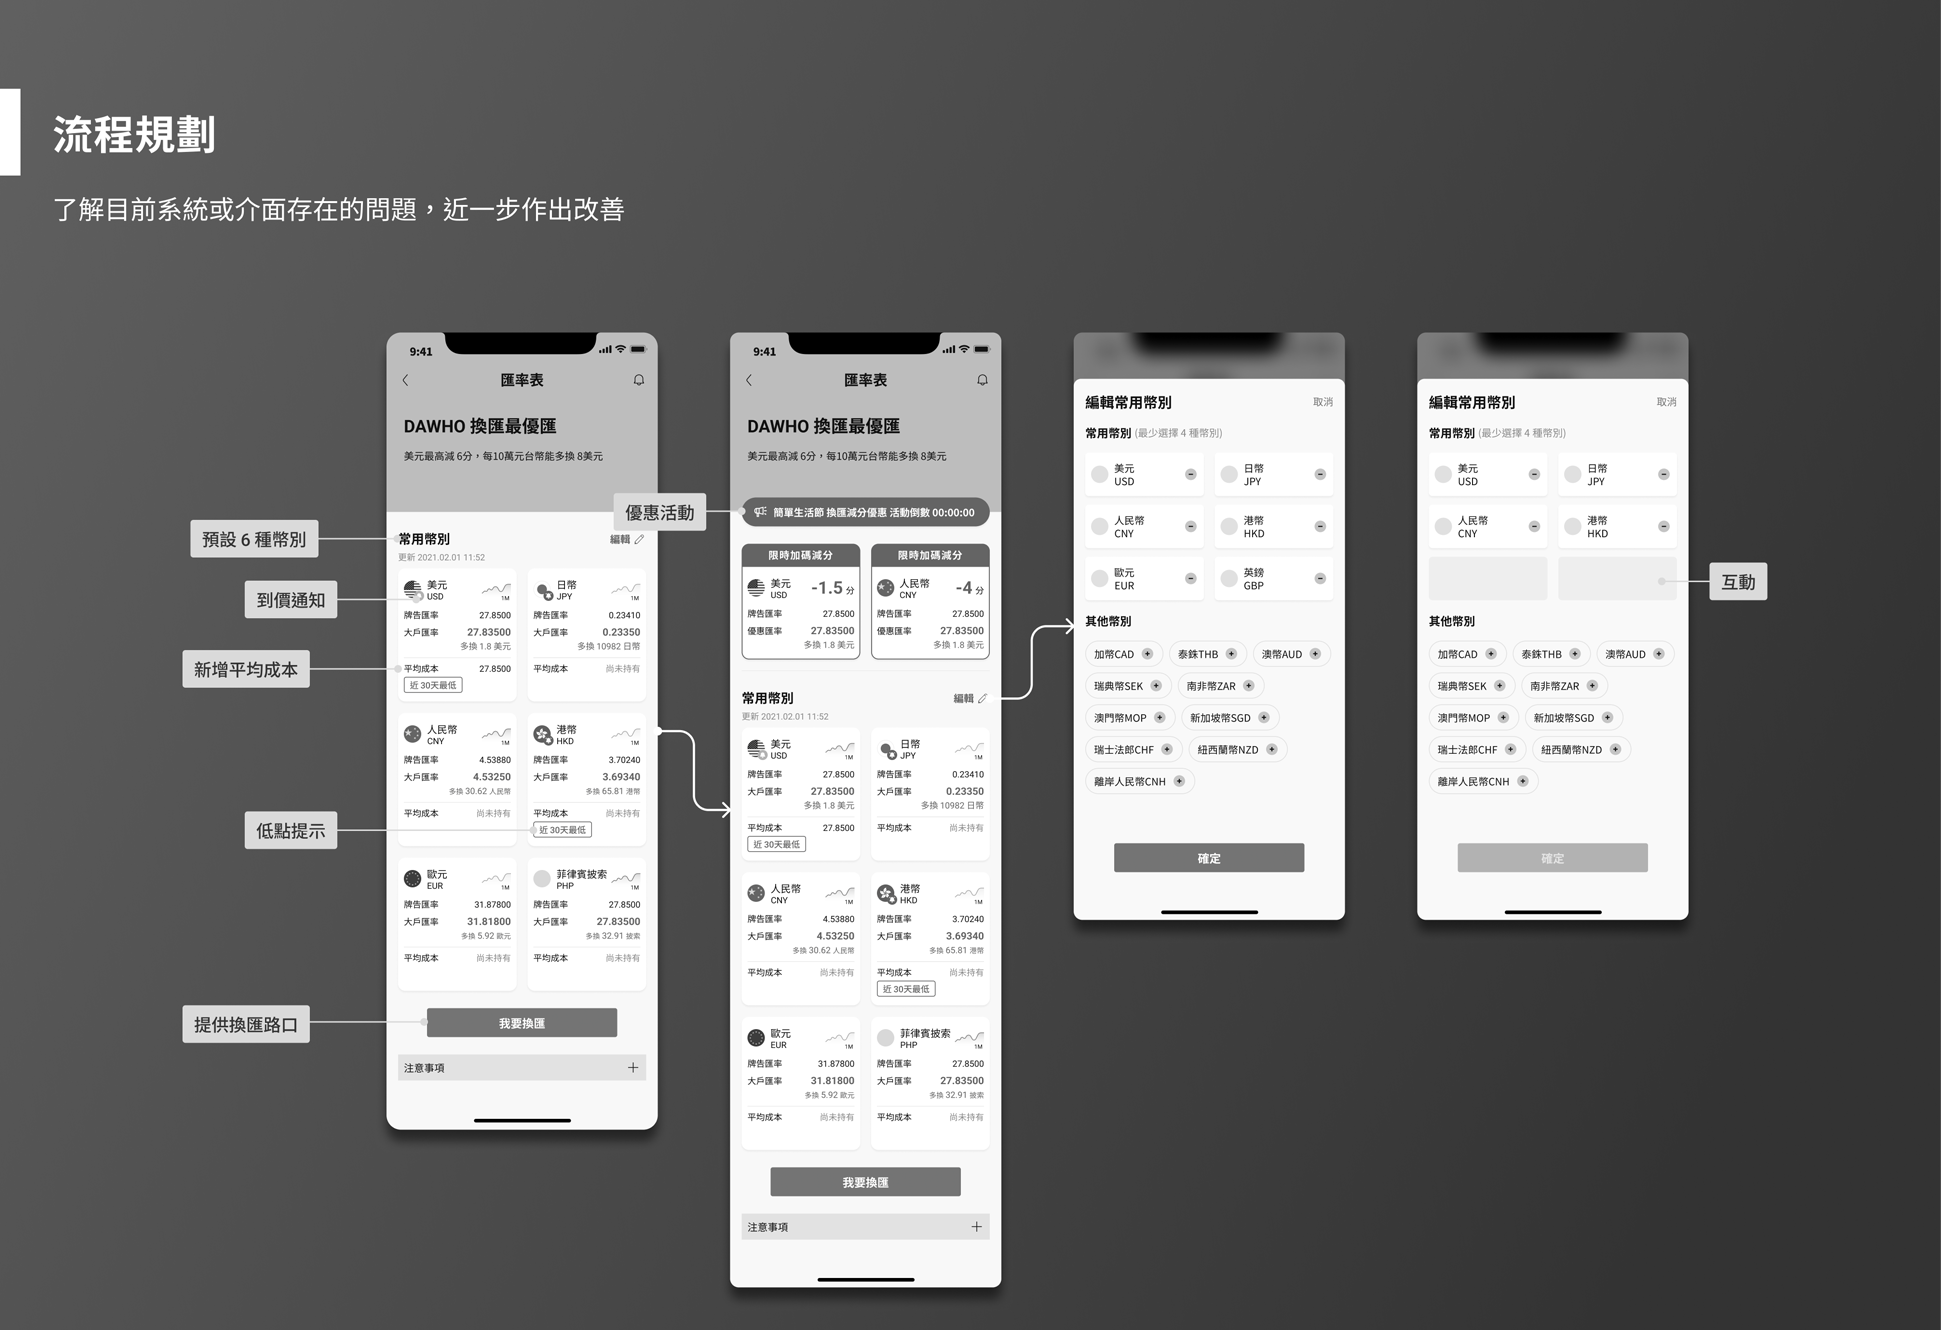 流程規劃
了解目前系統或介面存在的問題，近一步作出改善
預設 6 種幣別
到價通知
新增平均成本
低點提示
提供換匯路口
9:41
匯率表
DAWHO 換匯最優匯
美元最高減 6分，每10萬元台幣能多換 8美元
常用幣別
編輯
更新 2021.02.01 11:52
美元
USD
1M
牌告匯率 27.8500
大戶匯率 27.83500
多換 1.8 美元
平均成本 27.8500
近 30天最低
日幣
JPY
1M
牌告匯率 0.23410
大戶匯率 0.23350
多換 10982 日幣
平均成本 尚未持有
人民幣
CNY
1M
牌告匯率 4.53880
大戶匯率 4.53250
多換 30.62 人民幣
平均成本 尚未持有
港幣
HKD
1M
牌告匯率 3.70240
大戶匯率 3.69340
多換 65.81 港幣
平均成本 尚未持有
近 30天最低
歐元
EUR
1M
牌告匯率 31.87800
大戶匯率 31.81800
多換 5.92 歐元
平均成本 尚未持有
菲律賓披索
PHP
1M
牌告匯率 27.8500
大戶匯率 27.83500
多換 32.91 披索
平均成本 尚未持有
我要換匯
注意事項
優惠活動
9:41
匯率表
DAWHO 換匯最優匯
美元最高減 6分，每10萬元台幣能多換 8美元
簡單生活節 換匯減分優惠 活動倒數 00:00:00
限時加碼減分
美元
USD
-1.5 分
牌告匯率 27.8500
優惠匯率 27.83500
多換 1.8 美元
限時加碼減分
人民幣
CNY
-4 分
牌告匯率 27.8500
優惠匯率 27.83500
多換 1.8 美元
常用幣別
編輯
更新 2021.02.01 11:52
美元
USD
1M
牌告匯率 27.8500
大戶匯率 27.83500
多換 1.8 美元
平均成本 27.8500
近 30天最低
日幣
JPY
1M
牌告匯率 0.23410
大戶匯率 0.23350
多換 10982 日幣
平均成本 尚未持有
人民幣
CNY
1M
牌告匯率 4.53880
大戶匯率 4.53250
多換 30.62 人民幣
平均成本 尚未持有
港幣
HKD
1M
牌告匯率 3.70240
大戶匯率 3.69340
多換 65.81 港幣
平均成本 尚未持有
近 30天最低
歐元
EUR
1M
牌告匯率 31.87800
大戶匯率 31.81800
多換 5.92 歐元
平均成本 尚未持有
菲律賓披索
PHP
1M
牌告匯率 27.8500
大戶匯率 27.83500
多換 32.91 披索
平均成本 尚未持有
我要換匯
注意事項
編輯常用幣別
取消
常用幣別 (最少選擇 4 種幣別)
美元
USD
日幣
JPY
人民幣
CNY
港幣
HKD
歐元
EUR
英鎊
GBP
其他幣別
加幣CAD 泰銖THB 澳幣AUD
瑞典幣SEK 南非幣ZAR
澳門幣MOP 新加坡幣SGD
瑞士法郎CHF 紐西蘭幣NZD
離岸人民幣CNH
確定
編輯常用幣別
取消
常用幣別 (最少選擇 4 種幣別)
美元
USD
日幣
JPY
人民幣
CNY
港幣
HKD
互動
其他幣別
加幣CAD 泰銖THB 澳幣AUD
瑞典幣SEK 南非幣ZAR
澳門幣MOP 新加坡幣SGD
瑞士法郎CHF 紐西蘭幣NZD
離岸人民幣CNH
確定